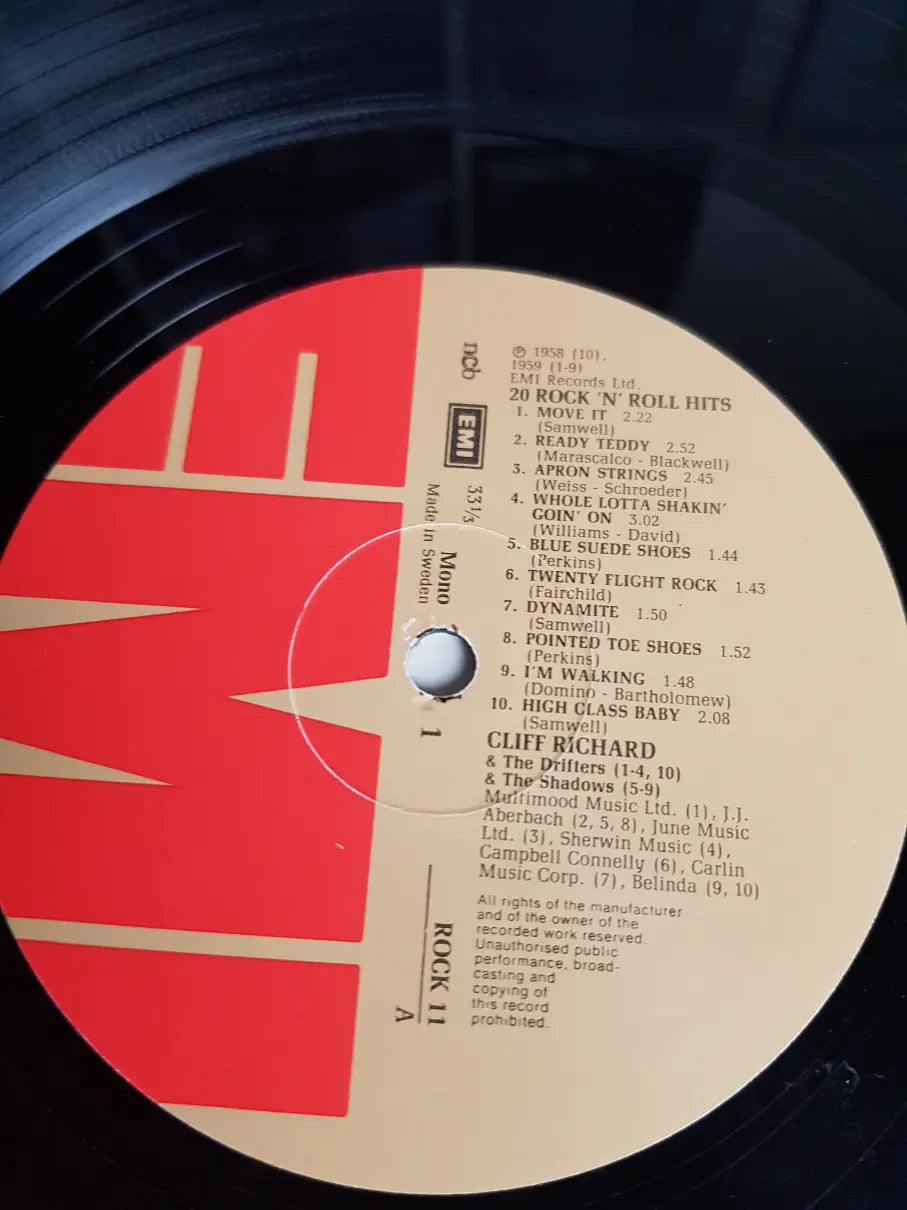 ℗ 1958 (10),
1959 (1-9)
EMI Records Ltd.
20 ROCK 'N' ROLL HITS
1. MOVE IT 2.22
(Samwell)
2. READY TEDDY 2.52
(Marascalco - Blackwell)
3. APRON STRINGS 2.45
(Weiss - Schroeder)
4. WHOLE LOTTA SHAKIN'
GOIN' ON 3.02
(Williams - David)
5. BLUE SUEDE SHOES 1.44
(Perkins)
6. TWENTY FLIGHT ROCK 1.43
(Fairchild)
7. DYNAMITE 1.50
(Samwell)
8. POINTED TOE SHOES 1.52
(Perkins)
9. I'M WALKING 1.48
(Domino - Bartholomew)
10. HIGH CLASS BABY 2.08
(Samwell)
CLIFF RICHARD
& The Drifters (1-4, 10)
& The Shadows (5-9)
Multimood Music Ltd. (1), J.J.
Aberbach (2, 5, 8), June Music
Ltd. (3), Sherwin Music (4),
Campbell Connelly (6), Carlin
Music Corp. (7), Belinda (9, 10)
All rights of the manufacturer
and of the owner of the
recorded work reserved.
Unauthorised public
performance, broad-
casting and
copying of
this record
prohibited.
ncb
EMI
33 1/3
Mono
Made in Sweden
1
ROCK 11
A
EMI